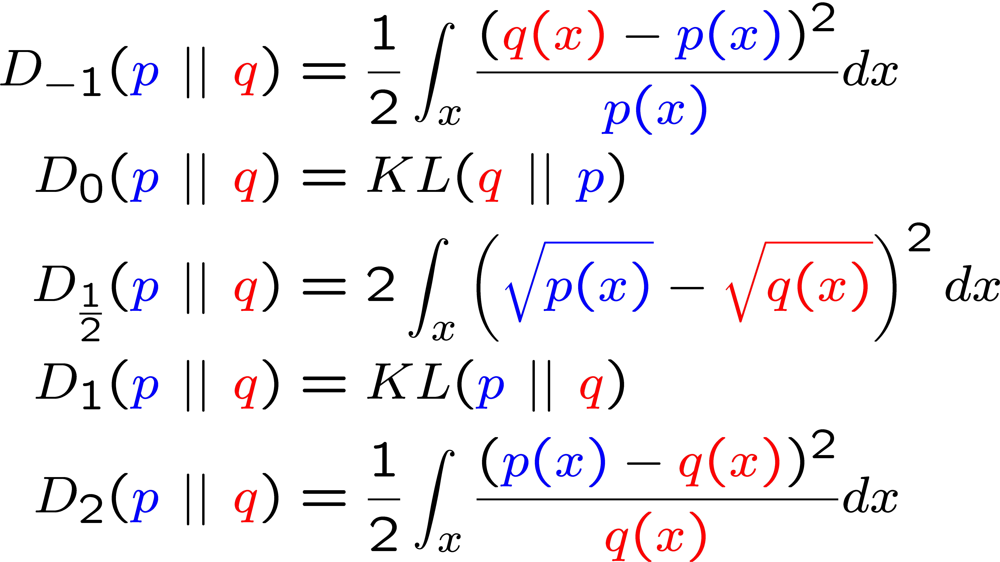 $D_{-1}(p \,||\, q) = \frac{1}{2} \int_x \frac{(q(x) - p(x))^2}{p(x)} dx$
$D_0(p \,||\, q) = KL(q \,||\, p)$
$D_{\frac{1}{2}}(p \,||\, q) = 2 \int_x \left( \sqrt{p(x)} - \sqrt{q(x)} \right)^2 dx$
$D_1(p \,||\, q) = KL(p \,||\, q)$
$D_2(p \,||\, q) = \frac{1}{2} \int_x \frac{(p(x) - q(x))^2}{q(x)} dx$